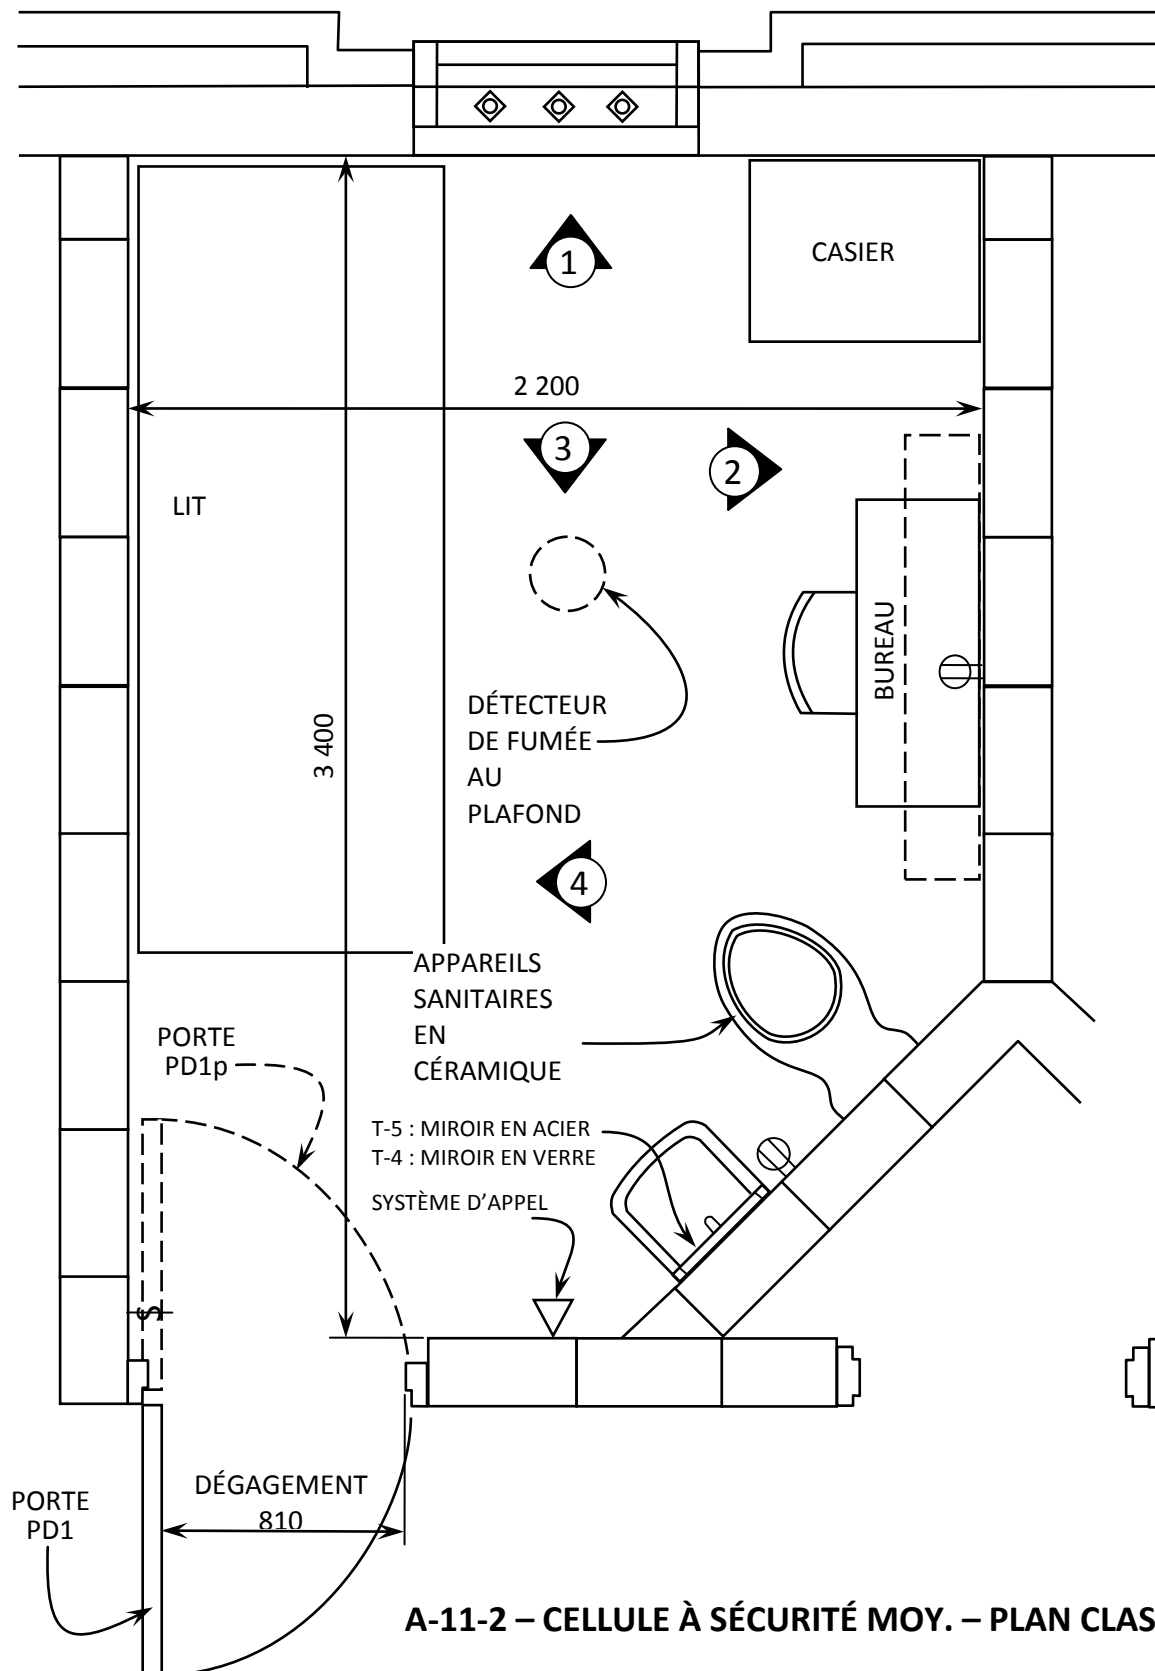 1
CASIER
2 200
3
2
LIT
BUREAU
DÉTECTEUR
DE FUMÉE
AU
PLAFOND
3 400
4
APPAREILS
SANITAIRES
EN
CÉRAMIQUE
PORTE
PD1p
T-5 : MIROIR EN ACIER
T-4 : MIROIR EN VERRE
SYSTÈME D’APPEL
S
DÉGAGEMENT
810
PORTE
PD1
A-11-2 – CELLULE À SÉCURITÉ MOY. – PLAN CLAS